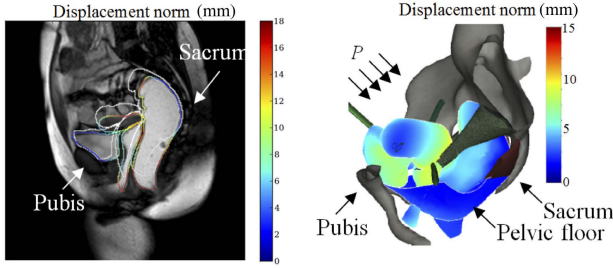 Displacement norm (mm)
Sacrum
Pubis
18
16
14
12
10
8
6
4
2
0
Displacement norm (mm)
P
15
10
5
0
Pubis
Sacrum
Pelvic floor